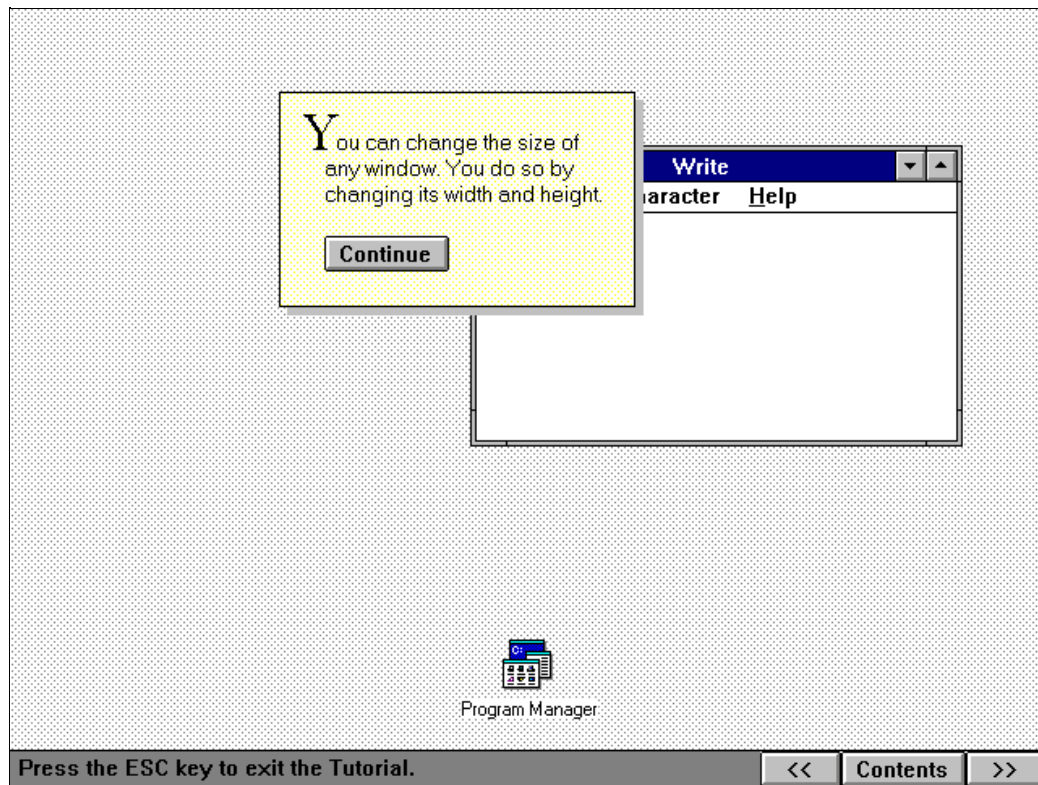 You can change the size of
any window. You do so by
changing its width and height.
Continue
Write
Help
C:
Program Manager
Press the ESC key to exit the Tutorial.
<< Contents >>